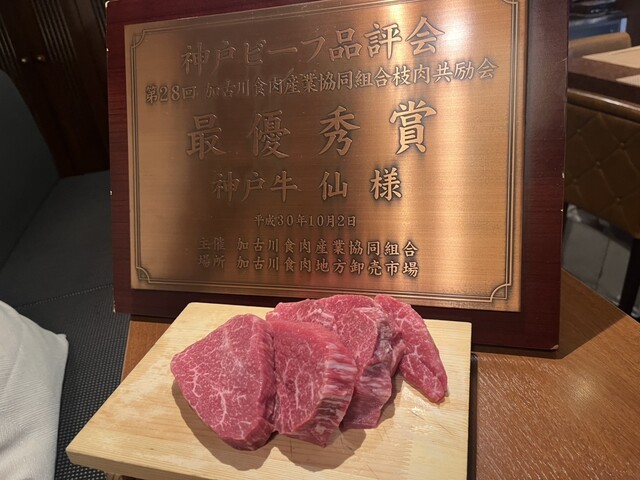 神戸ビーフ品評会
第28回 加古川食肉産業協同組合枝肉共励会
最優秀賞
神戸牛 仙 様
平成30年10月2日
主催 加古川食肉産業協同組合
場所 加古川食肉地方卸売市場